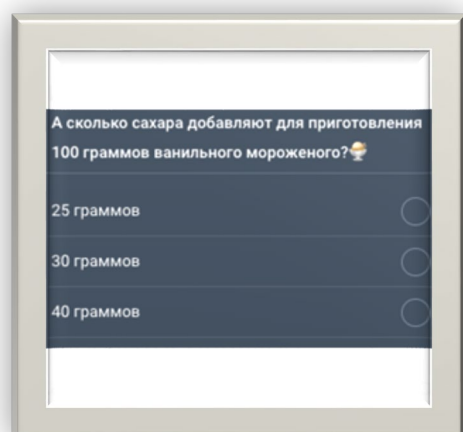 А сколько сахара добавляют для приготовления
100 граммов ванильного мороженого?🍨
25 граммов
30 граммов
40 граммов